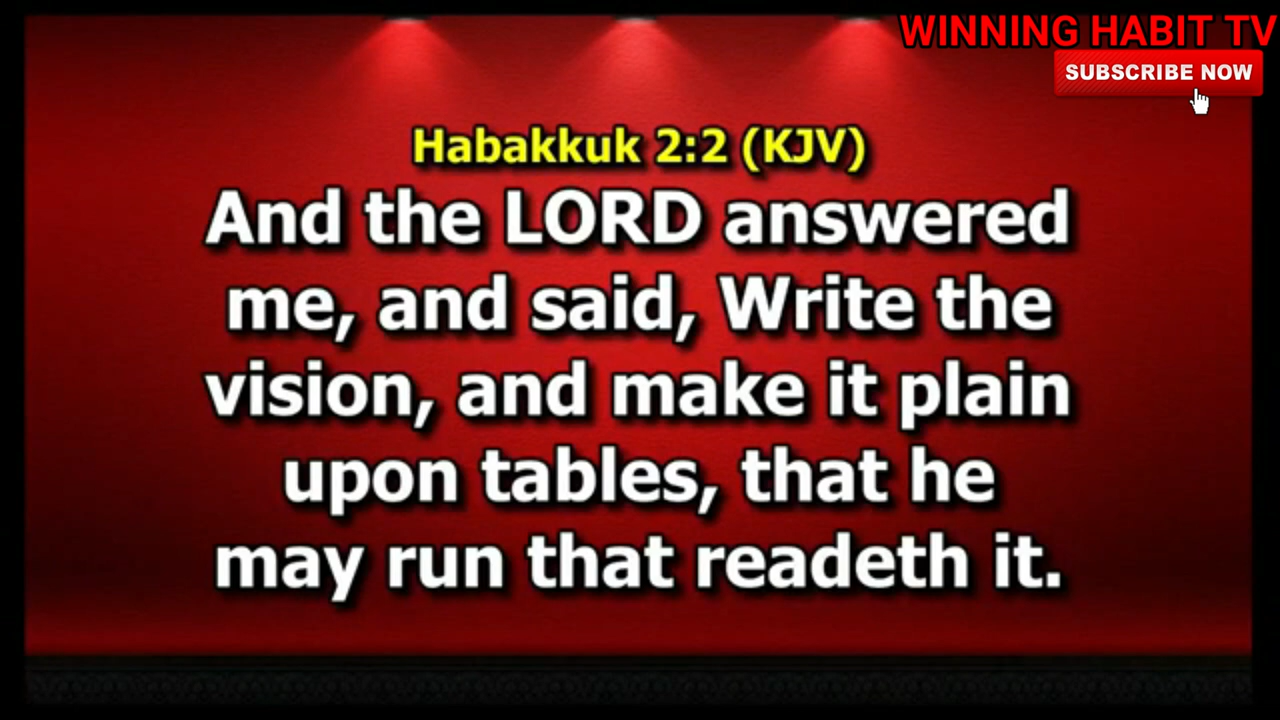 WINNING HABIT TV
SUBSCRIBE NOW
Habakkuk 2:2 (KJV)
And the LORD answered
me, and said, Write the
vision, and make it plain
upon tables, that he
may run that readeth it.